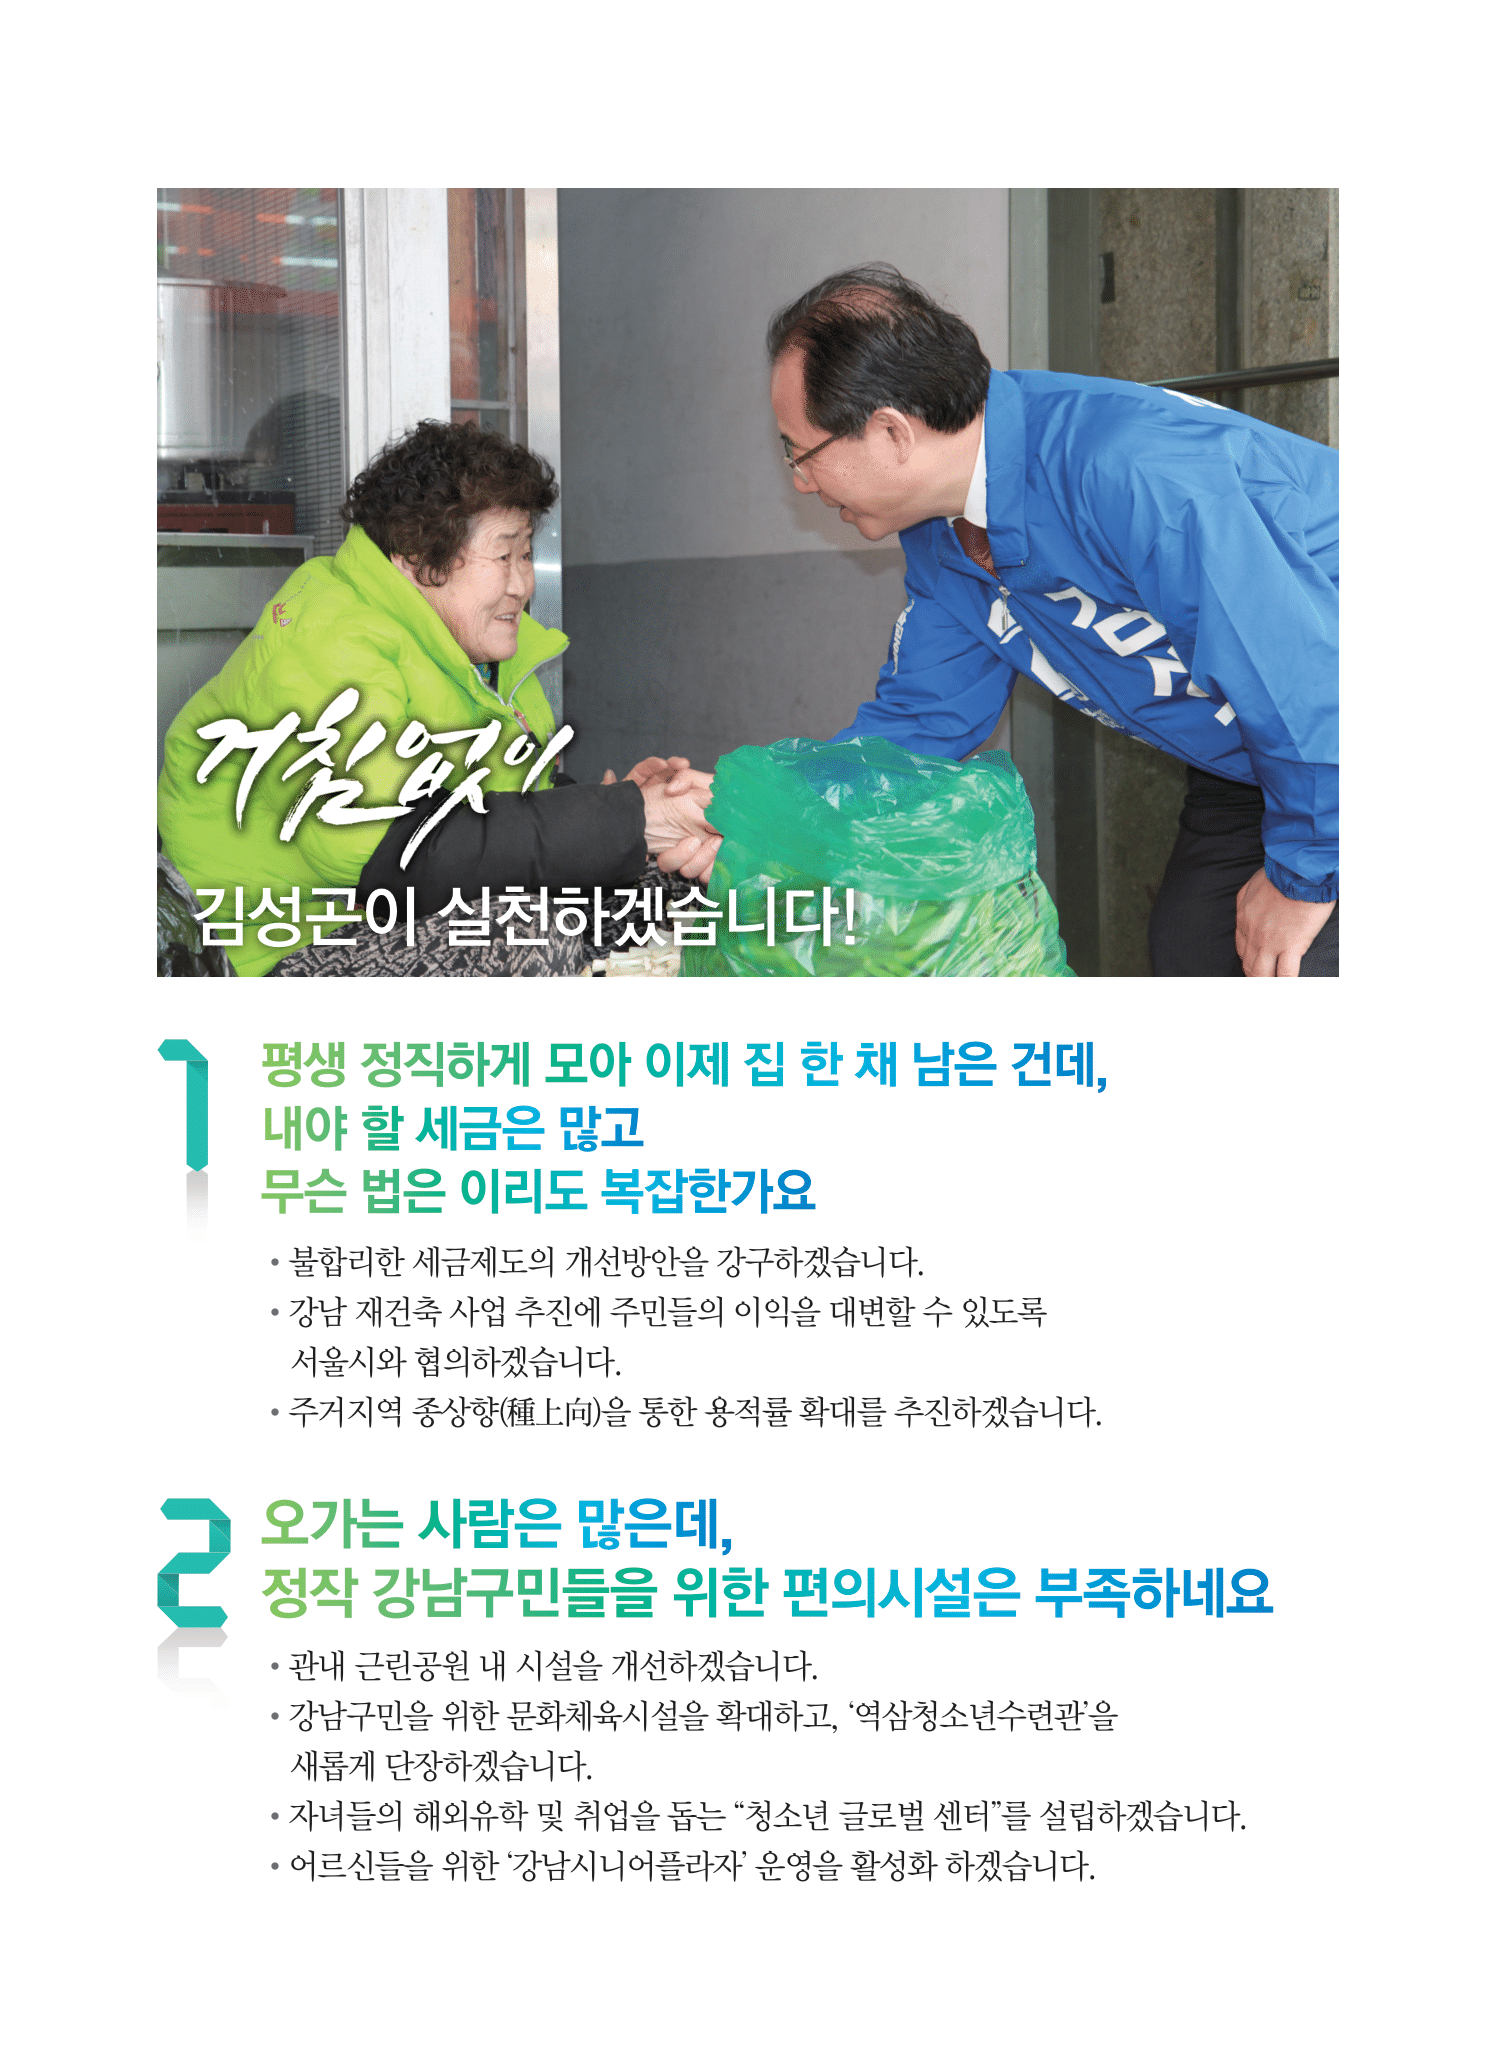 거침없이
김성곤이 실천하겠습니다!
1
평생 정직하게 모아 이제 집 한 채 남은 건데,
내야 할 세금은 많고
무슨 법은 이리도 복잡한가요
• 불합리한 세금제도의 개선방안을 강구하겠습니다.
• 강남 재건축 사업 추진에 주민들의 이익을 대변할 수 있도록
서울시와 협의하겠습니다.
• 주거지역 종상향(種上向)을 통한 용적률 확대를 추진하겠습니다.
2
오가는 사람은 많은데,
정작 강남구민들을 위한 편의시설은 부족하네요
• 관내 근린공원 내 시설을 개선하겠습니다.
• 강남구민을 위한 문화체육시설을 확대하고, ‘역삼청소년수련관’을
새롭게 단장하겠습니다.
• 자녀들의 해외유학 및 취업을 돕는 “청소년 글로벌 센터”를 설립하겠습니다.
• 어르신들을 위한 ‘강남시니어플라자’ 운영을 활성화 하겠습니다.